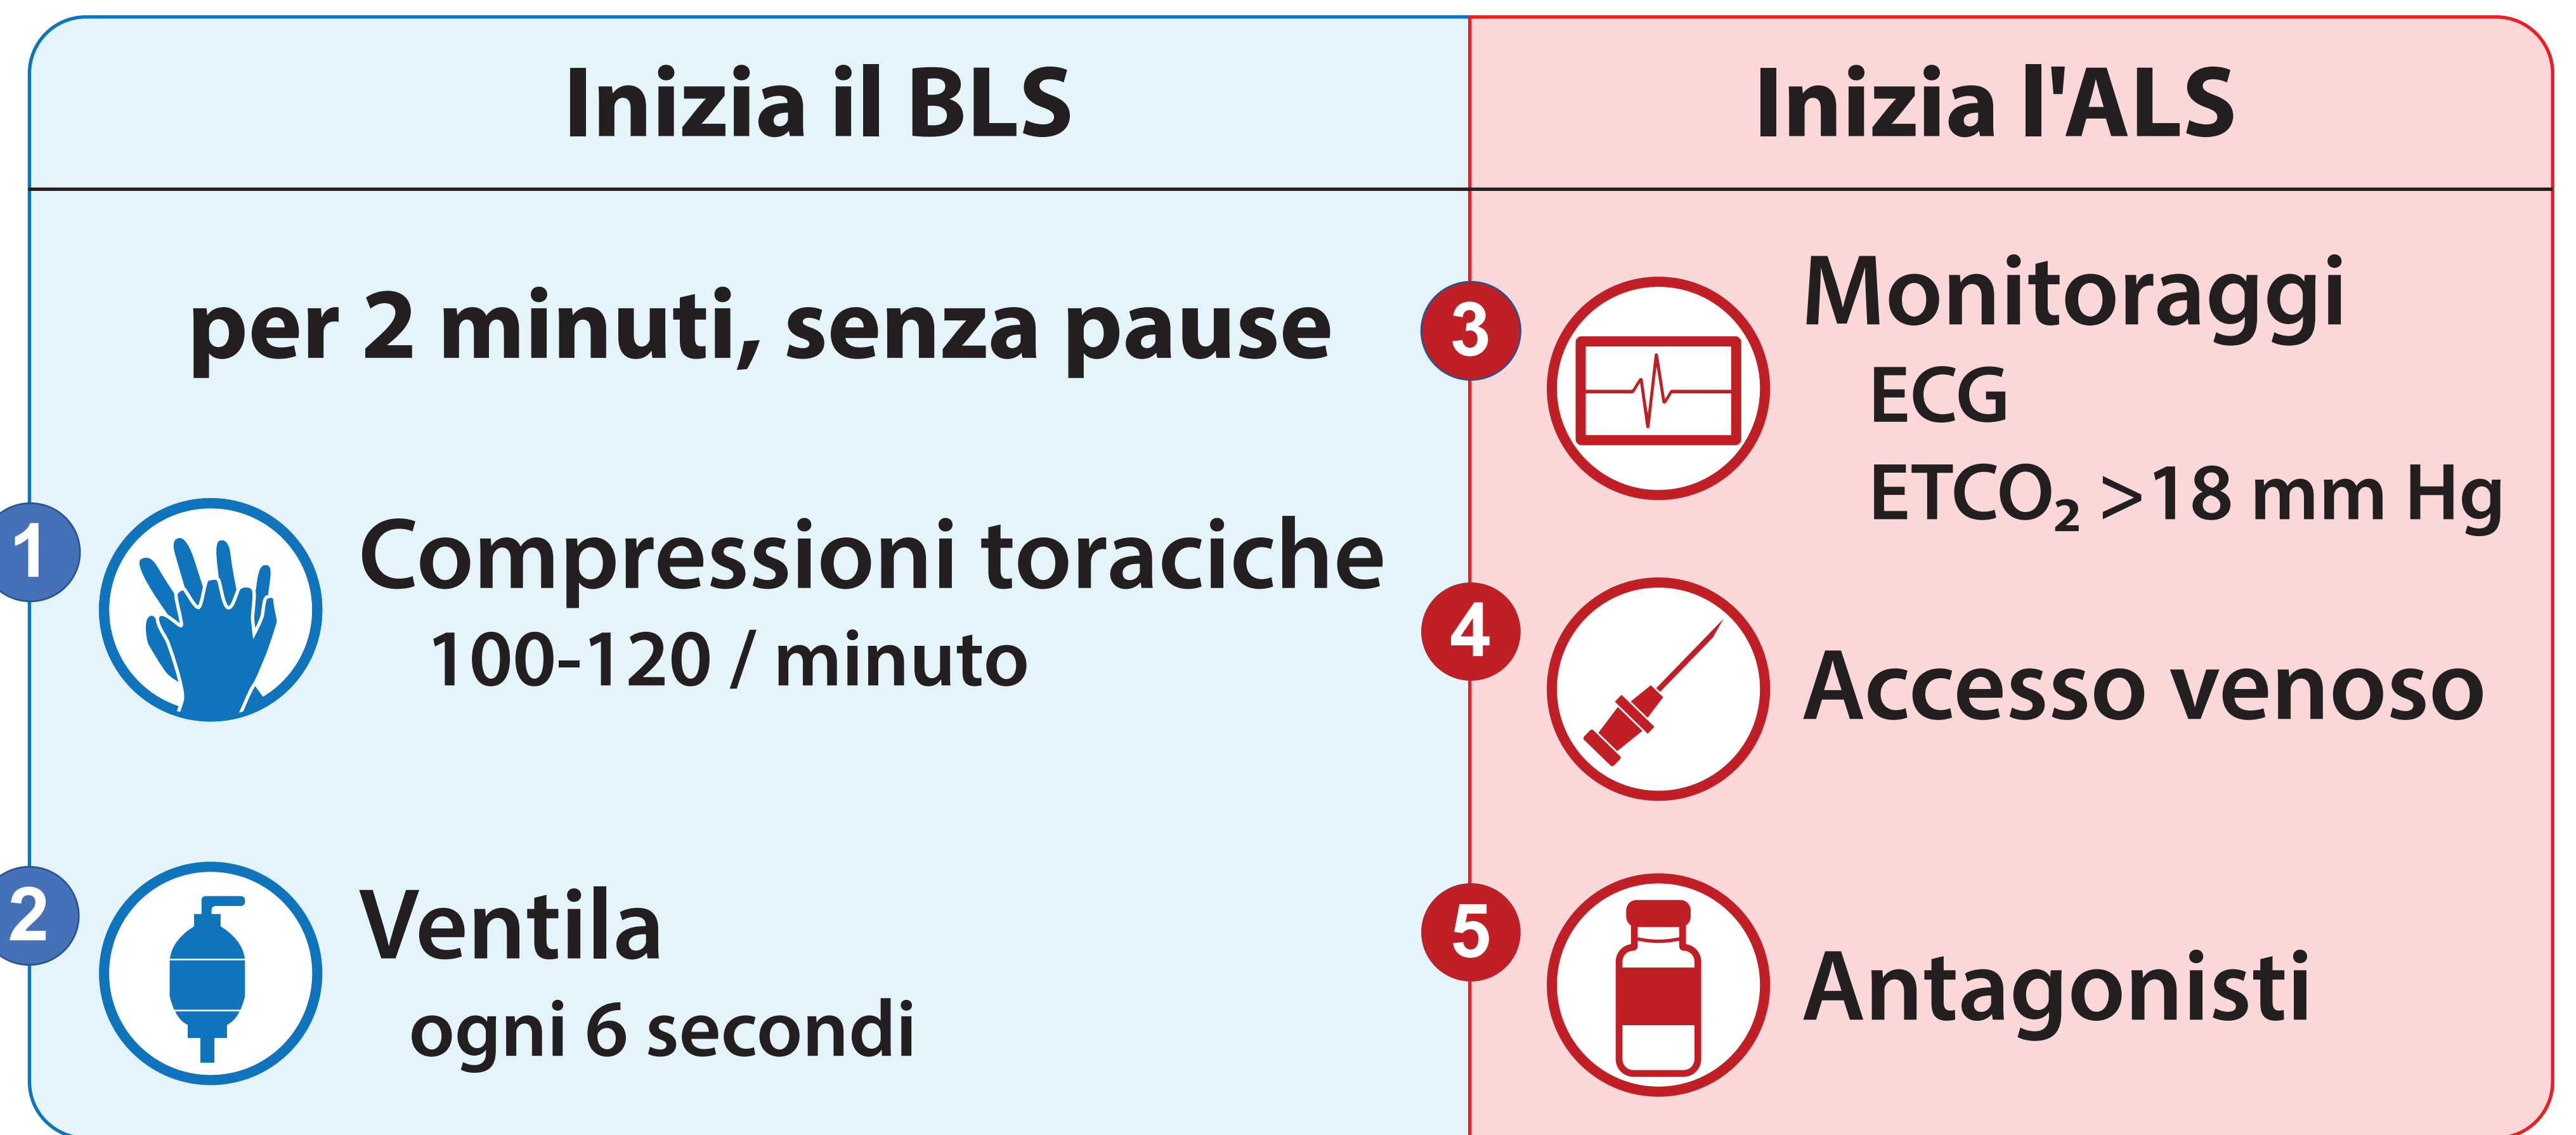 Inizia il BLS
per 2 minuti, senza pause
1
Compressioni toraciche
100-120 / minuto
2
Ventila
ogni 6 secondi
Inizia l'ALS
3
Monitoraggi
ECG
ETCO₂ >18 mm Hg
4
Accesso venoso
5
Antagonisti